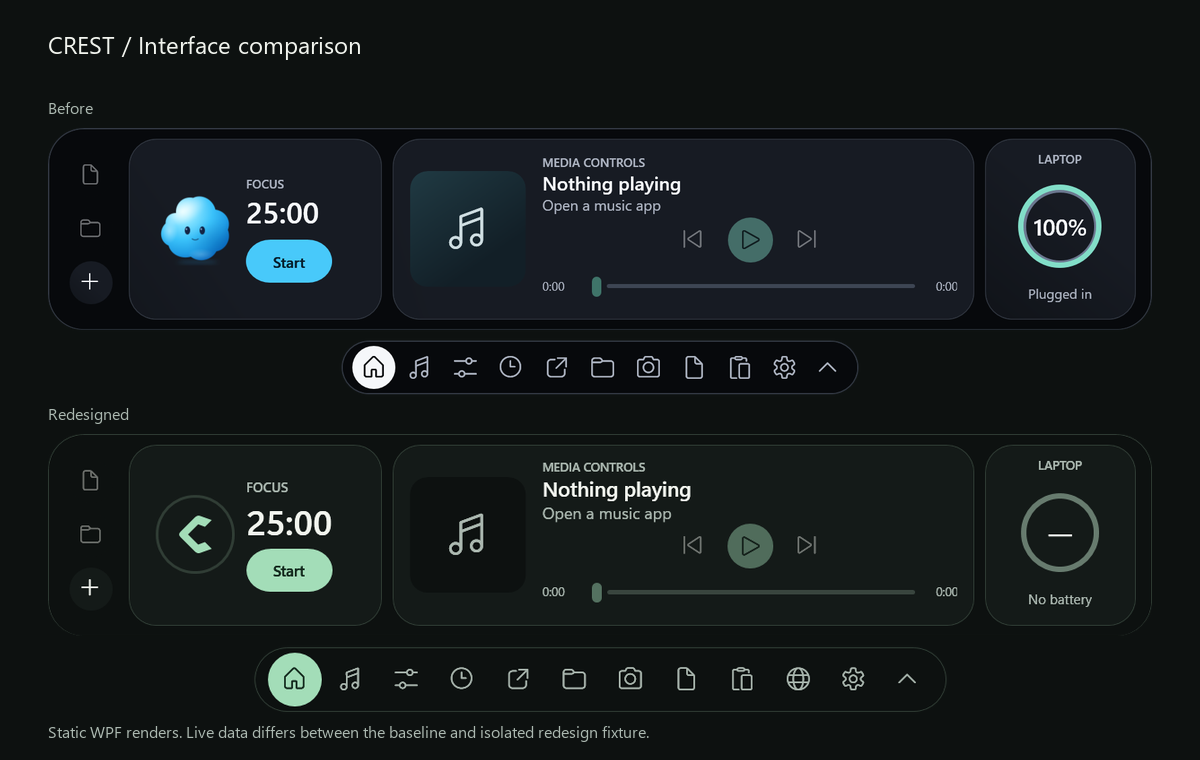 CREST / Interface comparison
Before
FOCUS
25:00
Start
MEDIA CONTROLS
Nothing playing
Open a music app
0:00
0:00
LAPTOP
100%
Plugged in
Redesigned
FOCUS
25:00
Start
MEDIA CONTROLS
Nothing playing
Open a music app
0:00
0:00
LAPTOP
—
No battery
Static WPF renders. Live data differs between the baseline and isolated redesign fixture.